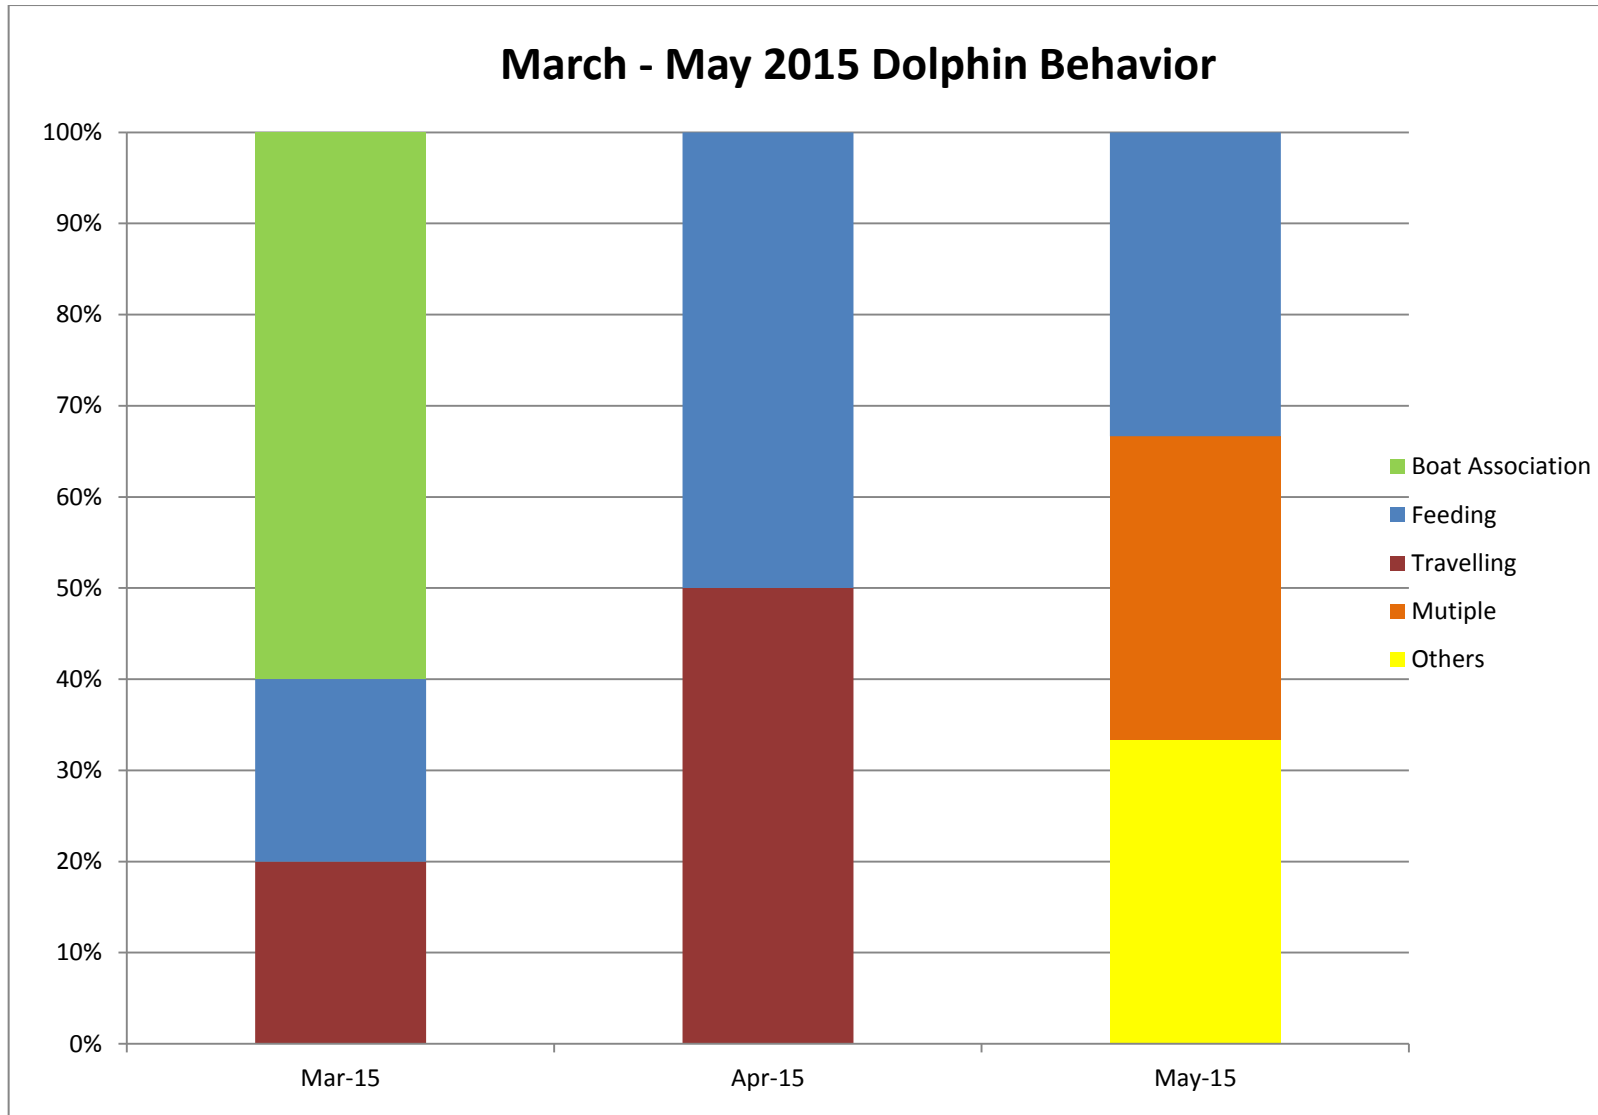 March - May 2015 Dolphin Behavior
100%
90%
80%
70%
60%
50%
40%
30%
20%
10%
0%
Mar-15 Apr-15 May-15
Boat Association
Feeding
Travelling
Mutiple
Others